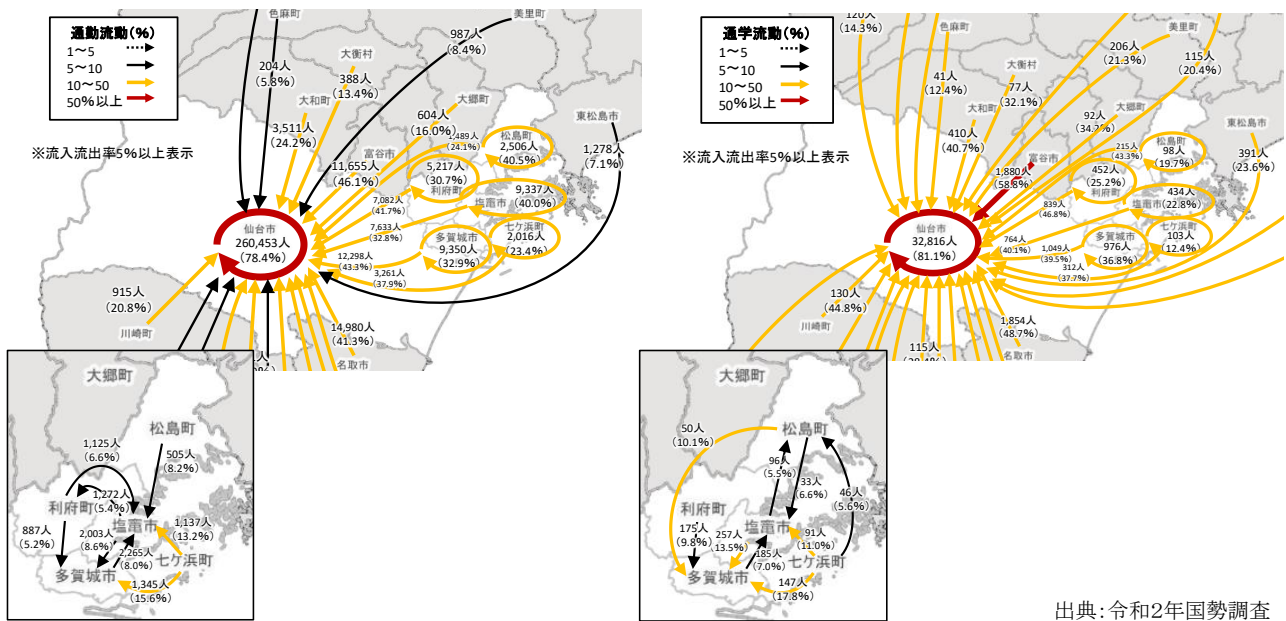 通勤流動(%)
1～5
5～10
10～50
50%以上
※流入流出率5%以上表示
色麻町
美里町
987人
(8.4%)
204人
(5.8%)
大衡村
388人
(13.4%)
大和町
3,511人
(24.2%)
大郷町
604人
(16.0%)
東松島市
1,278人
(7.1%)
富谷市
11,655人
(46.1%)
1,489人
(24.1%)
松島町
2,506人
(40.5%)
5,217人
(30.7%)
利府町
7,082人
(41.7%)
9,337人
(40.0%)
塩竈市
7,633人
(32.8%)
七ケ浜町
2,016人
(23.4%)
多賀城市
9,350人
(32.9%)
12,298人
(43.3%)
3,261人
(37.9%)
仙台市
260,453人
(78.4%)
915人
(20.8%)
川崎町
14,980人
(41.3%)
名取市
大郷町
松島町
1,125人
(6.6%)
505人
(8.2%)
1,272人
(5.4%)
利府町
塩竈市
887人
(5.2%)
2,003人
(8.6%)
2,265人
(8.0%)
1,137人
(13.2%)
七ケ浜町
多賀城市
1,345人
(15.6%)
通学流動(%)
1～5
5～10
10～50
50%以上
※流入流出率5%以上表示
120人
(14.3%)
色麻町
美里町
206人
(21.3%)
115人
(20.4%)
41人
(12.4%)
大衡村
77人
(32.1%)
大和町
410人
(40.7%)
大郷町
92人
(34.2%)
東松島市
391人
(23.6%)
富谷市
1,880人
(58.8%)
215人
(43.3%)
松島町
98人
(19.7%)
452人
(25.2%)
利府町
839人
(46.8%)
434人
塩竈市
(22.8%)
764人
(40.1%)
七ケ浜町
103人
(12.4%)
多賀城市
976人
(36.8%)
1,049人
(39.5%)
312人
(37.7%)
仙台市
32,816人
(81.1%)
130人
(44.8%)
川崎町
1,854人
(48.7%)
名取市
115人
大郷町
50人
(10.1%)
松島町
96人
(5.5%)
33人
(6.6%)
46人
(5.6%)
利府町
175人
(9.8%)
塩竈市
257人
(13.5%)
185人
(7.0%)
91人
(11.0%)
七ケ浜町
多賀城市
147人
(17.8%)
出典:令和2年国勢調査